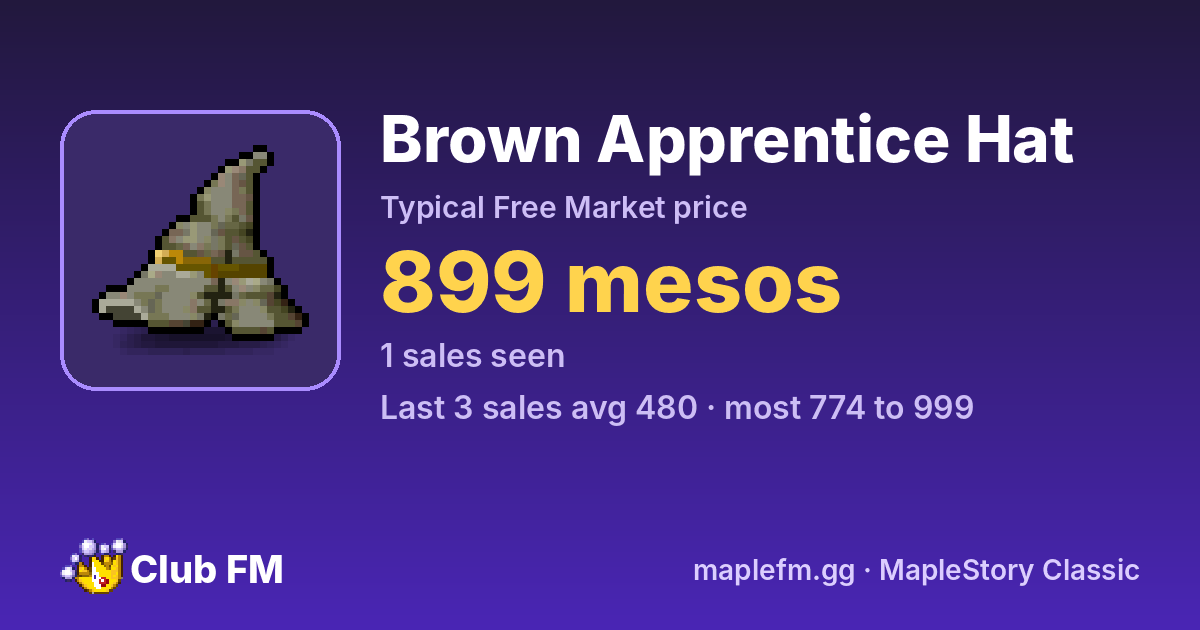 Brown Apprentice Hat
Typical Free Market price
899 mesos
1 sales seen
Last 3 sales avg 480 · most 774 to 999
Club FM
maplefm.gg · MapleStory Classic